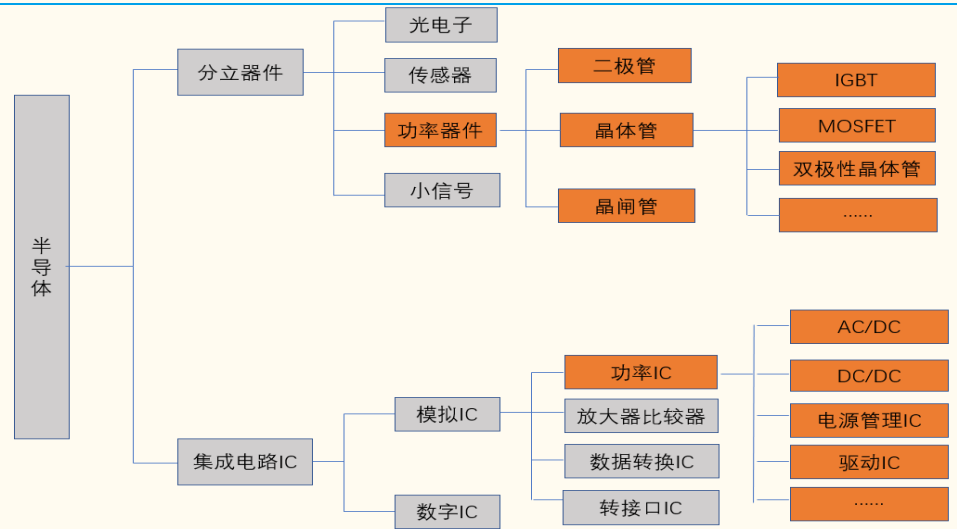 半导体
分立器件
光电子
传感器
功率器件
小信号
二极管
晶体管
晶闸管
IGBT
MOSFET
双极性晶体管
......
集成电路IC
模拟IC
数字IC
功率IC
放大器比较器
数据转换IC
转接口IC
AC/DC
DC/DC
电源管理IC
驱动IC
......